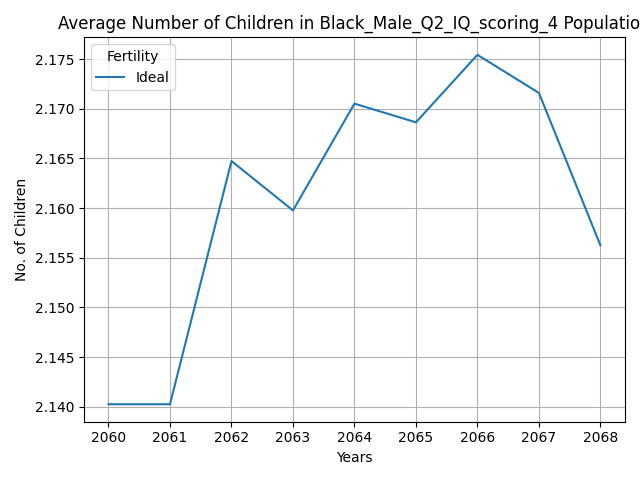 Average Number of Children in Black_Male_Q2_IQ_scoring_4 Populatio
Fertility
Ideal
2.175
2.170
2.165
2.160
2.155
2.150
2.145
2.140
No. of Children
2060 2061 2062 2063 2064 2065 2066 2067 2068
Years